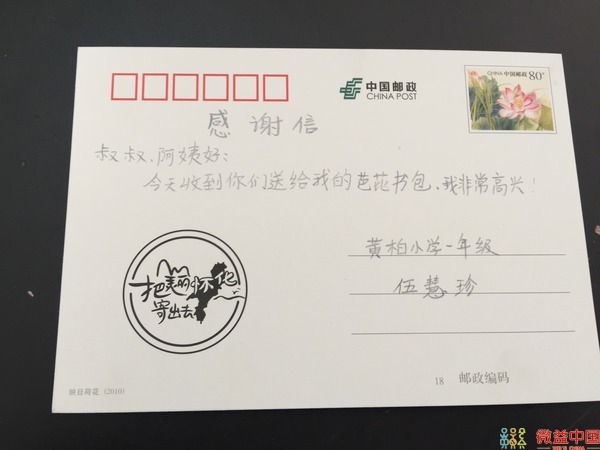 中国邮政
CHINA POST
CHINA 中国邮政 80分
感谢信
叔叔、阿姨好：
今天收到你们送给我的芭莎书包、我非常高兴！
黄柏小学一年级
伍慧珍
把美丽怀化
寄出去
映日荷花（2010）
18 邮政编码
微益中国